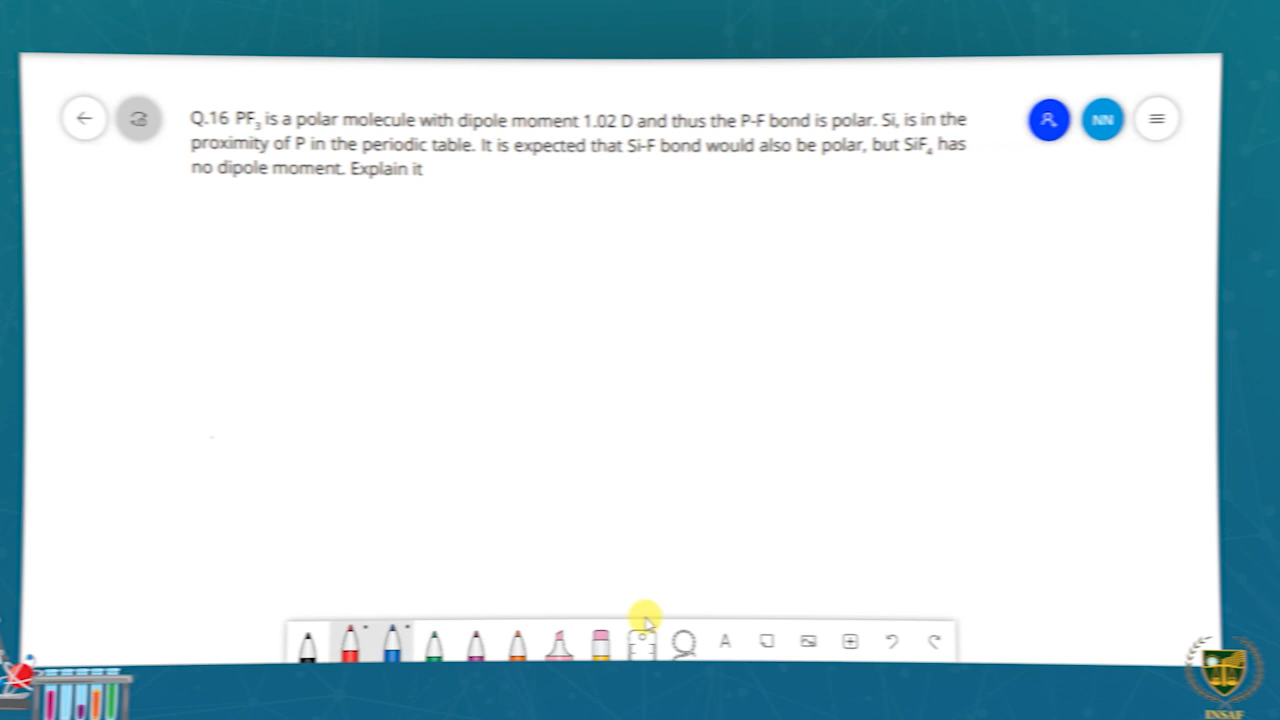 Q.16 PF₃ is a polar molecule with dipole moment 1.02 D and thus the P-F bond is polar. Si, is in the
proximity of P in the periodic table. It is expected that Si-F bond would also be polar, but SiF₄ has
no dipole moment. Explain it
NN
A
INSAF